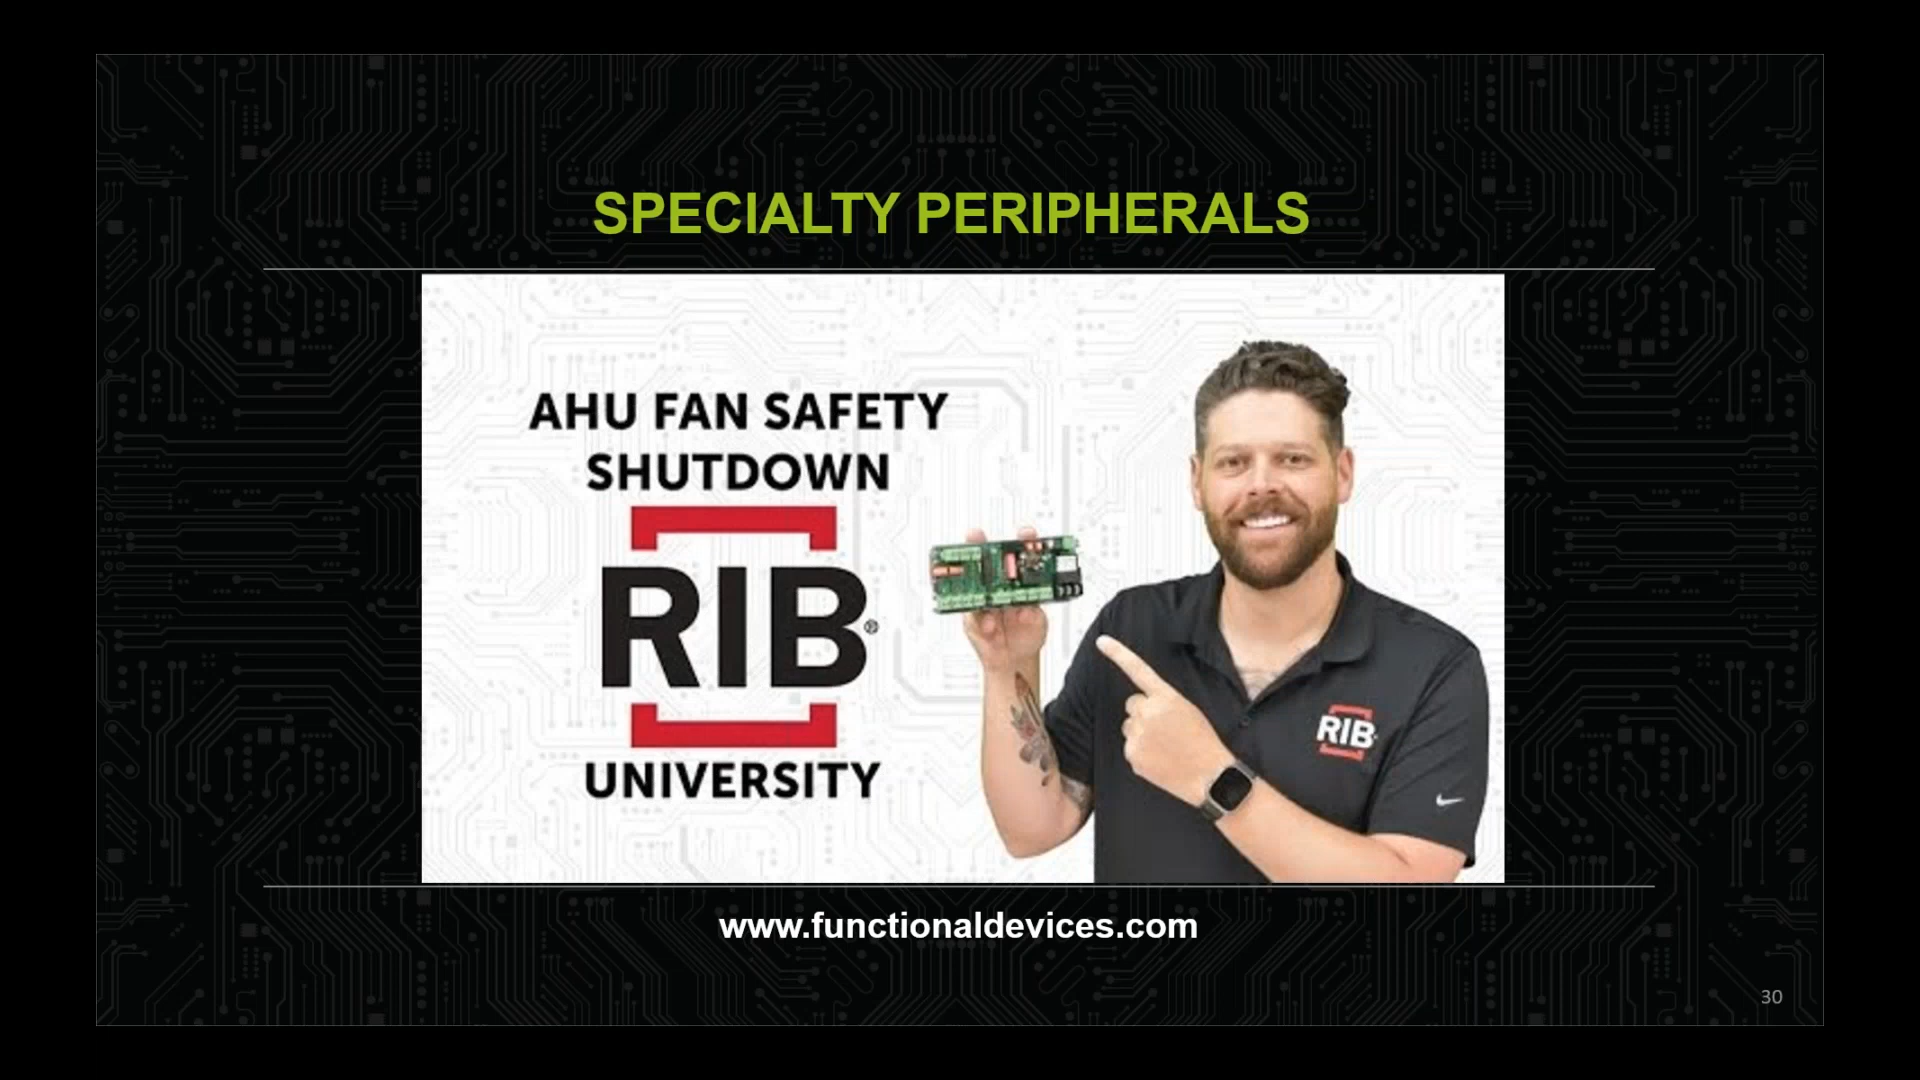 SPECIALTY PERIPHERALS
AHU FAN SAFETY
SHUTDOWN
RIB®
UNIVERSITY
RIB
www.functionaldevices.com
30